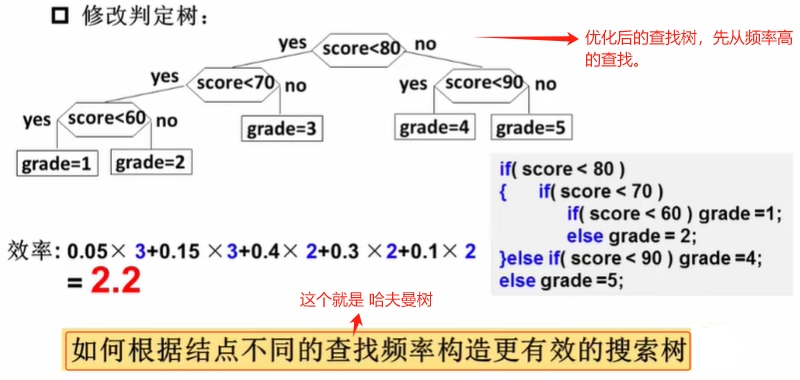 修改判定树：
yes score<80 no
优化后的查找树，先从频率高
的查找。
yes score<70 no yes score<90 no
yes score<60 no grade=3 grade=4 grade=5
grade=1 grade=2
if( score < 80 )
{ if( score < 70 )
if( score < 60 ) grade =1;
else grade = 2;
}else if( score < 90 ) grade =4;
else grade =5;
效率: 0.05× 3+0.15 ×3+0.4× 2+0.3 ×2+0.1× 2
= 2.2
这个就是 哈夫曼树
如何根据结点不同的查找频率构造更有效的搜索树